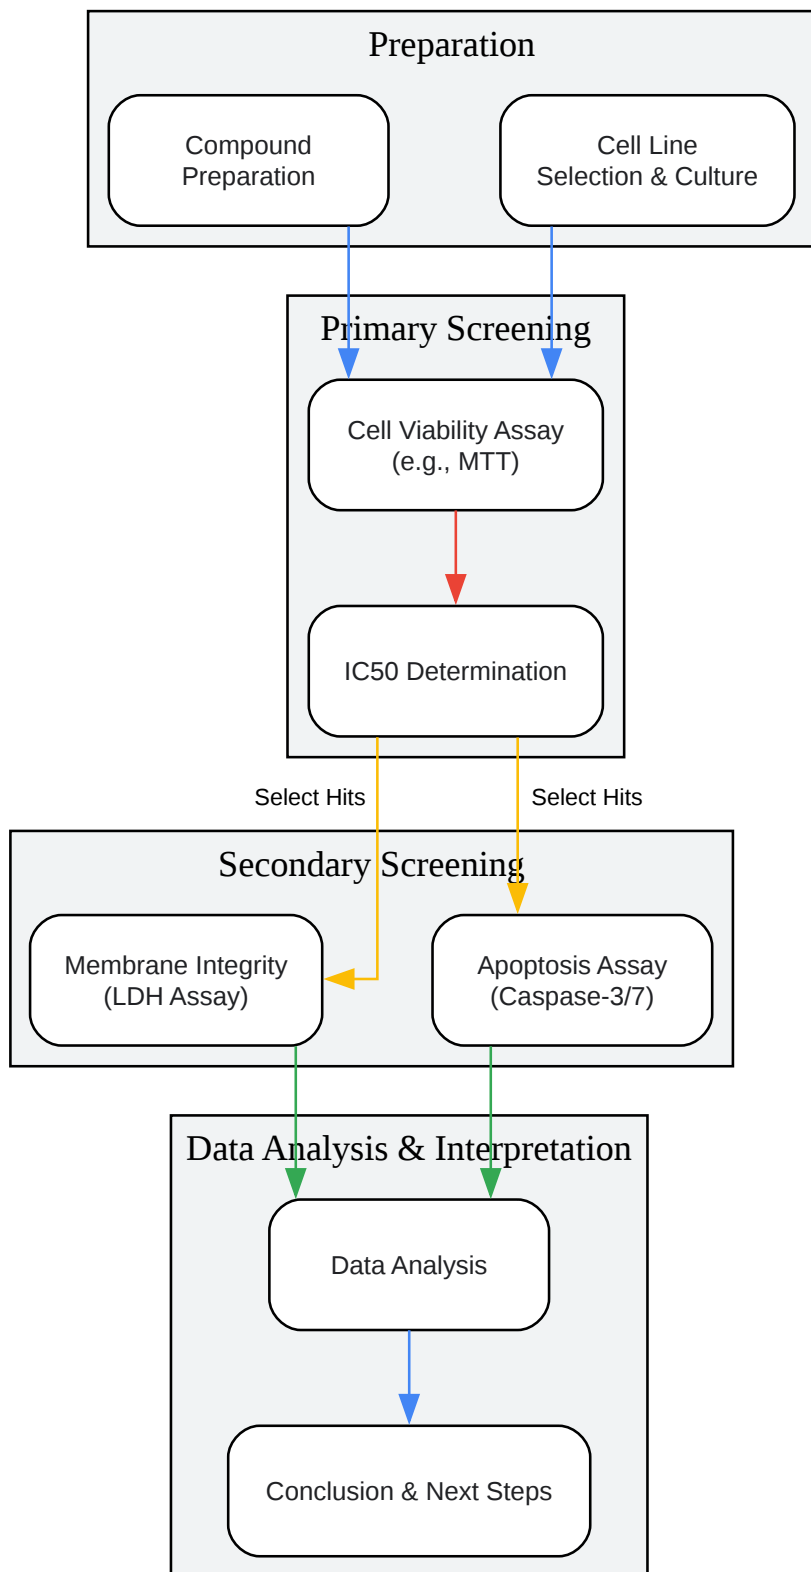 Preparation
Compound
Preparation
Cell Line
Selection & Culture
Primary Screening
Cell Viability Assay
(e.g., MTT)
IC50 Determination
Select Hits
Select Hits
Secondary Screening
Membrane Integrity
(LDH Assay)
Apoptosis Assay
(Caspase-3/7)
Data Analysis & Interpretation
Data Analysis
Conclusion & Next Steps